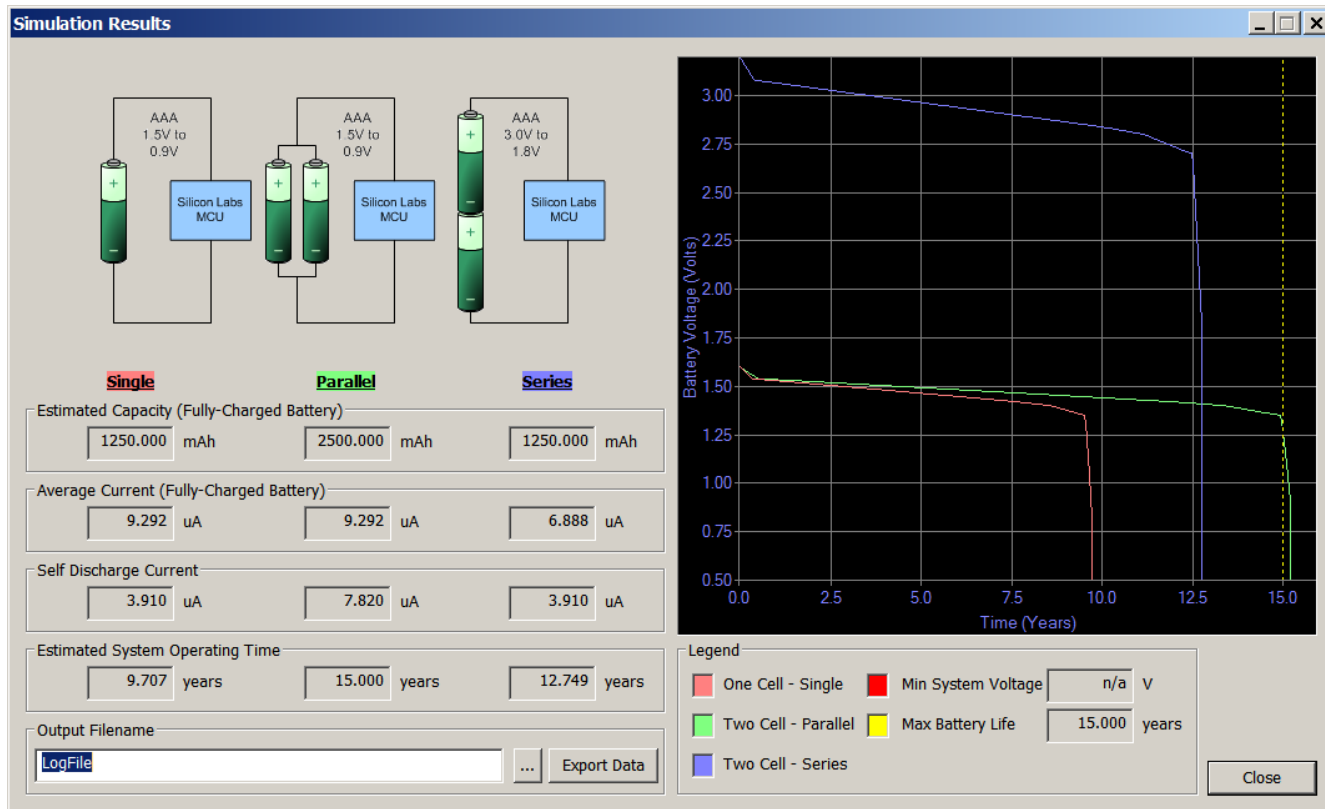 Simulation Results
AAA
1.5V to
0.9V
Silicon Labs
MCU
AAA
1.5V to
0.9V
Silicon Labs
MCU
AAA
3.0V to
1.8V
Silicon Labs
MCU
+
−
+
−
+
−
+
−
+
−
Single
Parallel
Series
Estimated Capacity (Fully-Charged Battery)
1250.000 mAh 2500.000 mAh 1250.000 mAh
Average Current (Fully-Charged Battery)
9.292 uA 9.292 uA 6.888 uA
Self Discharge Current
3.910 uA 7.820 uA 3.910 uA
Estimated System Operating Time
9.707 years 15.000 years 12.749 years
Output Filename
LogFile ... Export Data
Battery Voltage (Volts)
3.00
2.75
2.50
2.25
2.00
1.75
1.50
1.25
1.00
0.75
0.50
0.0 2.5 5.0 7.5 10.0 12.5 15.0
Time (Years)
Legend
One Cell - Single Min System Voltage n/a V
Two Cell - Parallel Max Battery Life 15.000 years
Two Cell - Series
Close